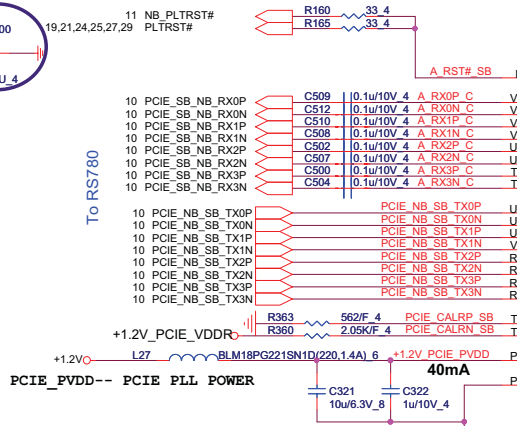 00
U_4
11 NB_PLTRST# R160 33_4
19,21,24,25,27,29 PLTRST# R165 33_4
A_RST#_SB
10 PCIE_SB_NB_RX0P C509 0.1u/10V_4 A_RX0P_C V
10 PCIE_SB_NB_RX0N C512 0.1u/10V_4 A_RX0N_C V
10 PCIE_SB_NB_RX1P C510 0.1u/10V_4 A_RX1P_C V
10 PCIE_SB_NB_RX1N C508 0.1u/10V_4 A_RX1N_C V
10 PCIE_SB_NB_RX2P C502 0.1u/10V_4 A_RX2P_C U
10 PCIE_SB_NB_RX2N C507 0.1u/10V_4 A_RX2N_C U
10 PCIE_SB_NB_RX3P C500 0.1u/10V_4 A_RX3P_C T
10 PCIE_SB_NB_RX3N C504 0.1u/10V_4 A_RX3N_C T
To RS780
10 PCIE_NB_SB_TX0P PCIE_NB_SB_TX0P U
10 PCIE_NB_SB_TX0N PCIE_NB_SB_TX0N U
10 PCIE_NB_SB_TX1P PCIE_NB_SB_TX1P U
10 PCIE_NB_SB_TX1N PCIE_NB_SB_TX1N V
10 PCIE_NB_SB_TX2P PCIE_NB_SB_TX2P R
10 PCIE_NB_SB_TX2N PCIE_NB_SB_TX2N R
10 PCIE_NB_SB_TX3P PCIE_NB_SB_TX3P R
10 PCIE_NB_SB_TX3N PCIE_NB_SB_TX3N R
R363 562/F_4 PCIE_CALRP_SB T
+1.2V_PCIE_VDDR R360 2.05K/F_4 PCIE_CALRN_SB T
+1.2V L27 BLM18PG221SN1D(220,1.4A)_6 +1.2V_PCIE_PVDD P
40mA
PCIE_PVDD-- PCIE PLL POWER P
C321 C322
10u/6.3V_8 1u/10V_4